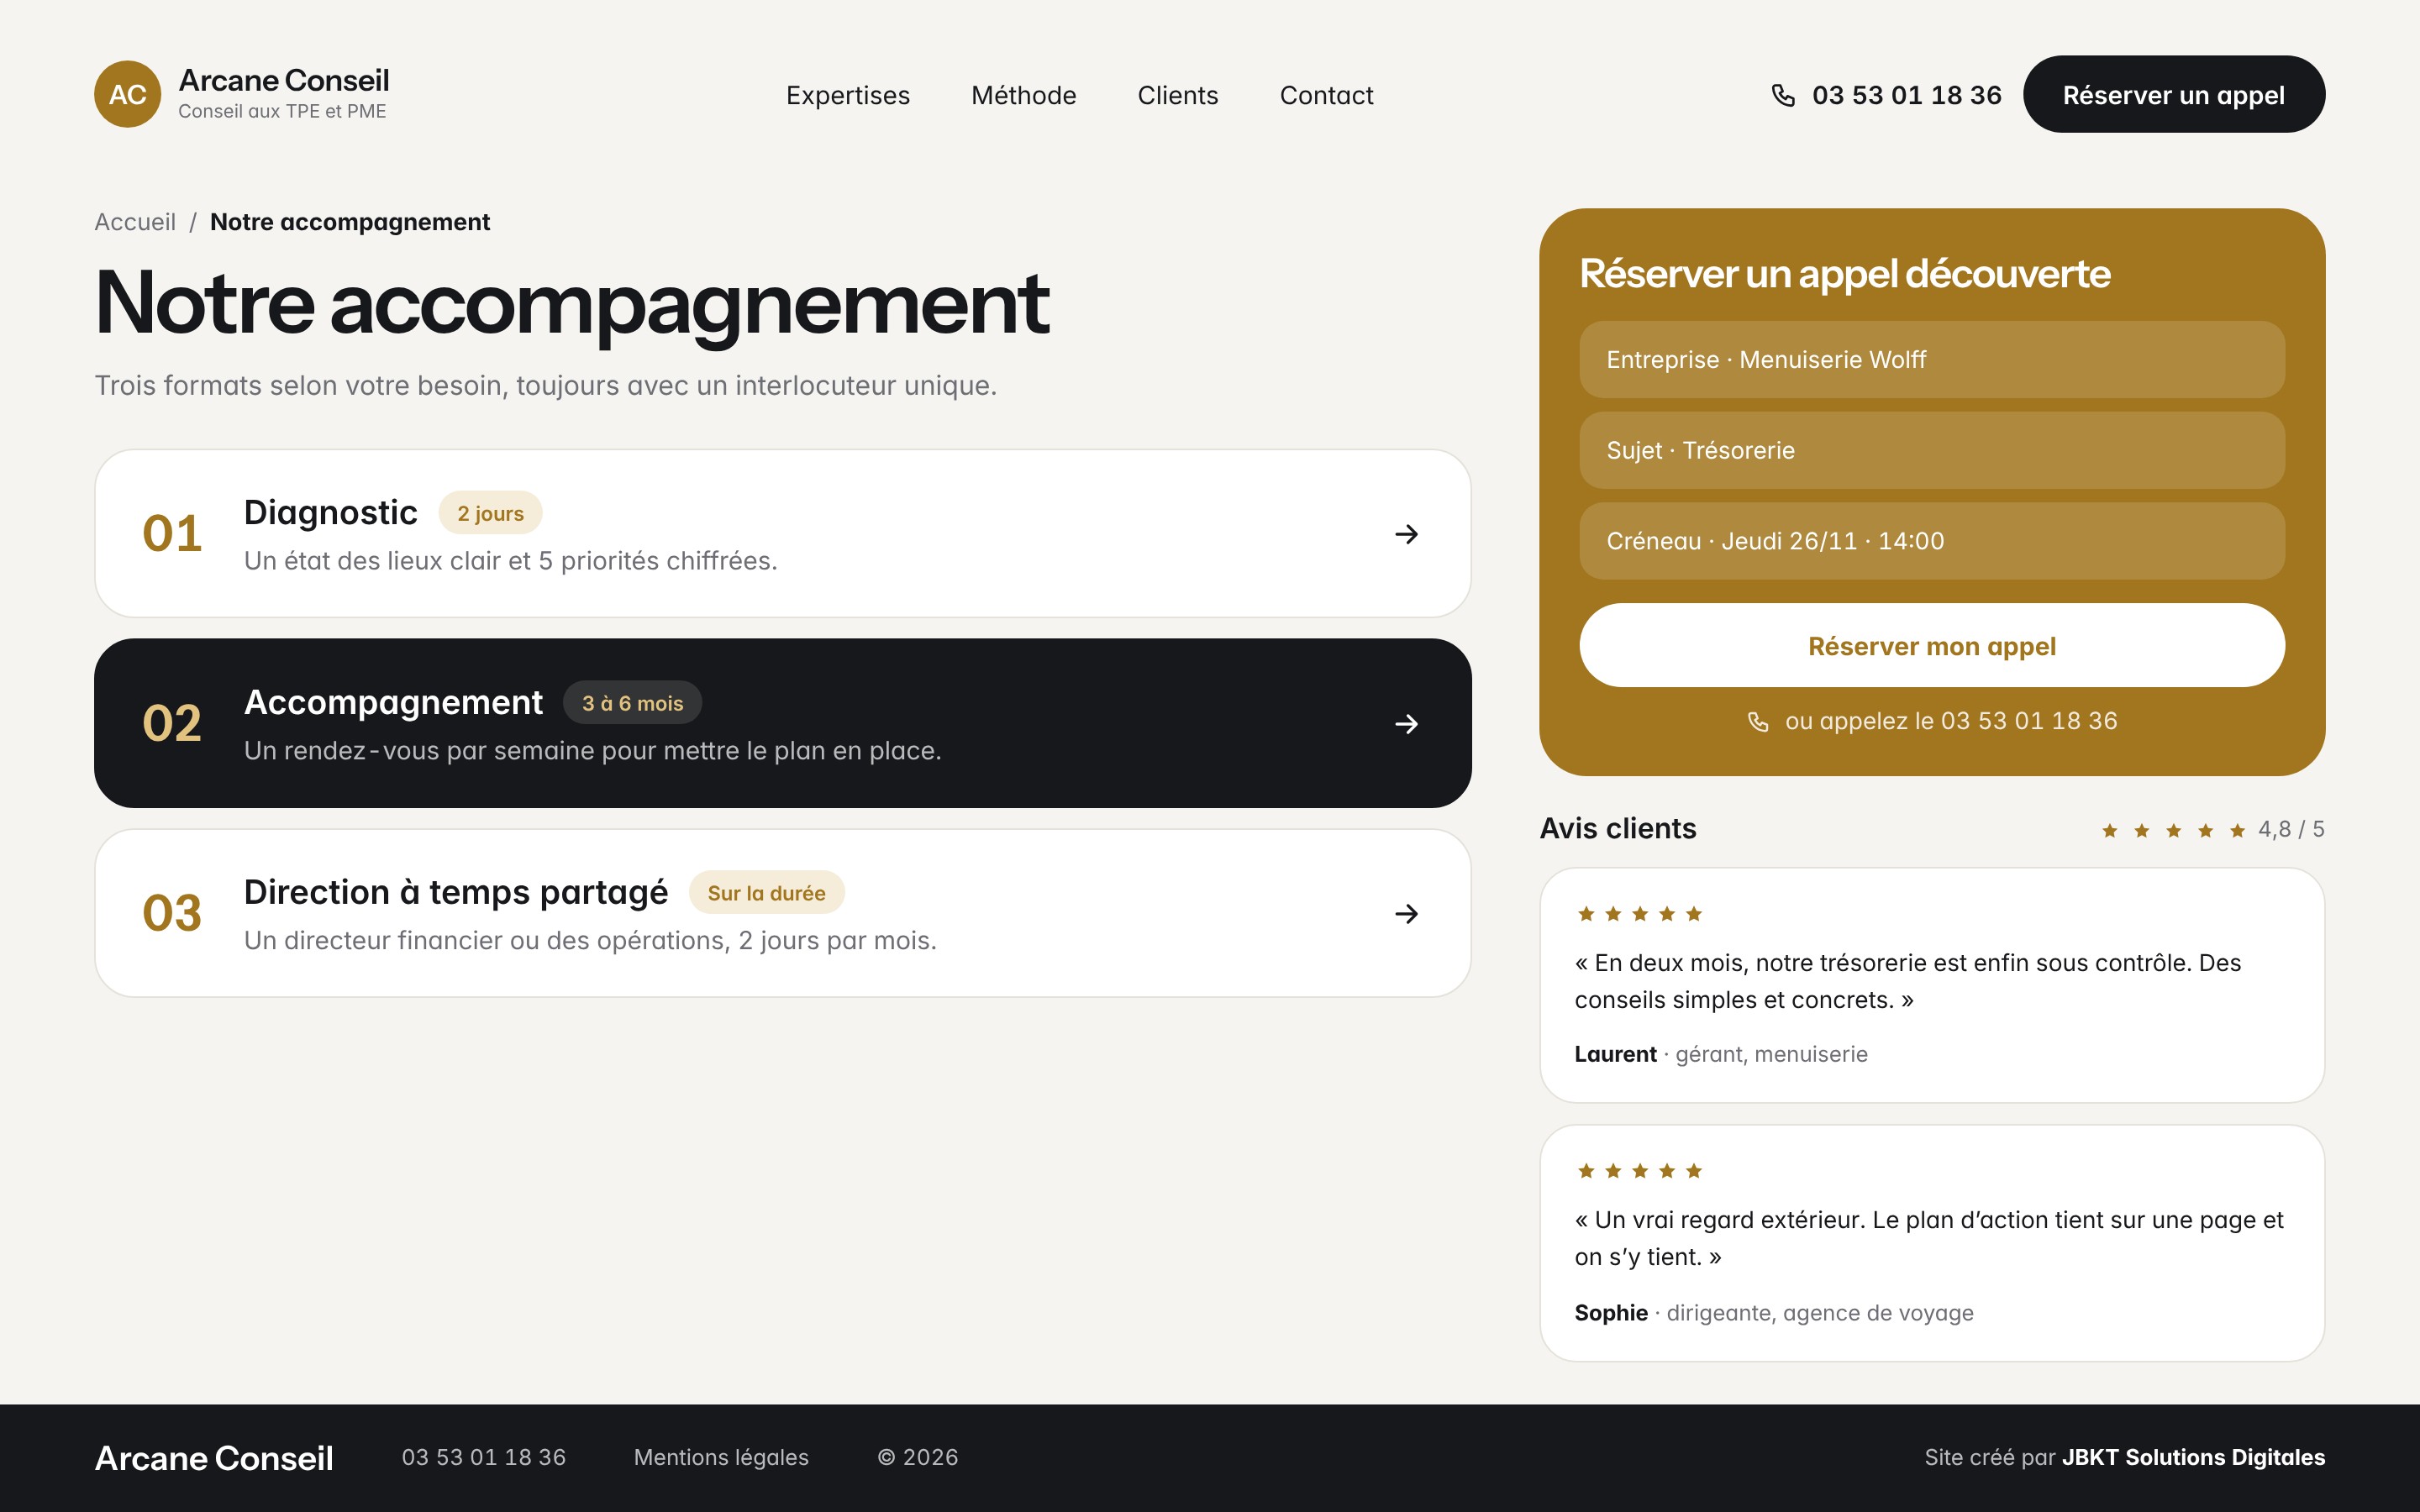 AC
Arcane Conseil
Conseil aux TPE et PME
Expertises
Méthode
Clients
Contact
03 53 01 18 36
Réserver un appel
Accueil / Notre accompagnement
Notre accompagnement
Trois formats selon votre besoin, toujours avec un interlocuteur unique.
01
Diagnostic
2 jours
Un état des lieux clair et 5 priorités chiffrées.
02
Accompagnement
3 à 6 mois
Un rendez-vous par semaine pour mettre le plan en place.
03
Direction à temps partagé
Sur la durée
Un directeur financier ou des opérations, 2 jours par mois.
Réserver un appel découverte
Entreprise · Menuiserie Wolff
Sujet · Trésorerie
Créneau · Jeudi 26/11 · 14:00
Réserver mon appel
ou appelez le 03 53 01 18 36
Avis clients
4,8 / 5
« En deux mois, notre trésorerie est enfin sous contrôle. Des
conseils simples et concrets. »
Laurent · gérant, menuiserie
« Un vrai regard extérieur. Le plan d’action tient sur une page et
on s’y tient. »
Sophie · dirigeante, agence de voyage
Arcane Conseil
03 53 01 18 36
Mentions légales
© 2026
Site créé par JBKT Solutions Digitales